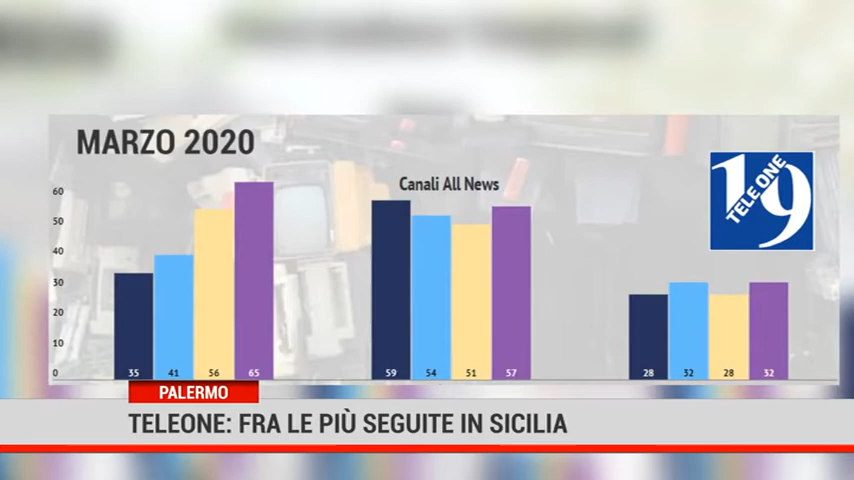 MARZO 2020
Canali All News
60
50
40
30
20
10
0
35 41 56 65
59 54 51 57
28 32 28 32
19
TELE ONE
PALERMO
TELEONE: FRA LE PIÙ SEGUITE IN SICILIA